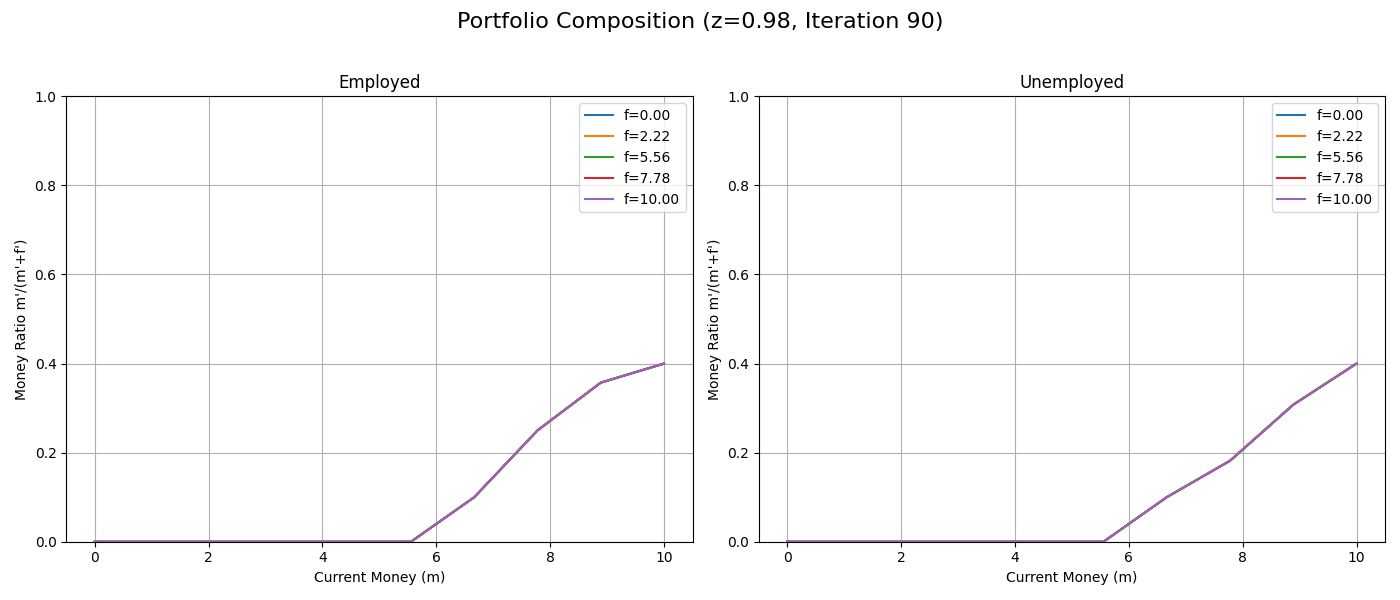 Portfolio Composition (z=0.98, Iteration 90)
Employed
1.0
0.8
0.6
0.4
0.2
0.0
Money Ratio m'/(m'+f')
f=0.00
f=2.22
f=5.56
f=7.78
f=10.00
0 2 4 6 8 10
Current Money (m)
Unemployed
1.0
0.8
0.6
0.4
0.2
0.0
Money Ratio m'/(m'+f')
f=0.00
f=2.22
f=5.56
f=7.78
f=10.00
0 2 4 6 8 10
Current Money (m)